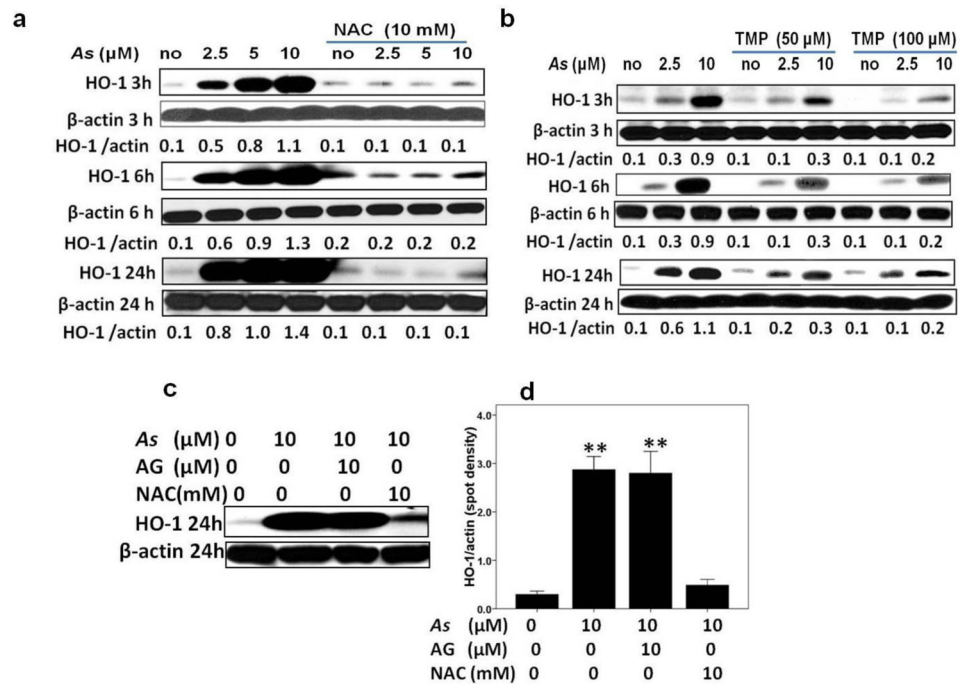 a
NAC (10 mM)
As (µM) no 2.5 5 10 no 2.5 5 10
HO-1 3h
β-actin 3 h
HO-1 /actin 0.1 0.5 0.8 1.1 0.1 0.1 0.1 0.1
HO-1 6h
β-actin 6 h
HO-1 /actin 0.1 0.6 0.9 1.3 0.2 0.2 0.2 0.2
HO-1 24h
β-actin 24 h
HO-1 /actin 0.1 0.8 1.0 1.4 0.1 0.1 0.1 0.1
b
TMP (50 µM) TMP (100 µM)
As (µM) no 2.5 10 no 2.5 10 no 2.5 10
HO-1 3h
β-actin 3 h
HO-1 /actin 0.1 0.3 0.9 0.1 0.1 0.3 0.1 0.1 0.2
HO-1 6h
β-actin 6 h
HO-1 /actin 0.1 0.3 0.9 0.1 0.1 0.3 0.1 0.1 0.2
HO-1 24h
β-actin 24 h
HO-1 /actin 0.1 0.6 1.1 0.1 0.2 0.3 0.1 0.1 0.2
c
As (µM) 0 10 10 10
AG (µM) 0 0 10 0
NAC(mM) 0 0 0 10
HO-1 24h
β-actin 24h
d
HO-1/actin (spot density)
4.0
3.0
2.0
1.0
0.0
** **
As (µM) 0 10 10 10
AG (µM) 0 0 10 0
NAC (mM) 0 0 0 10